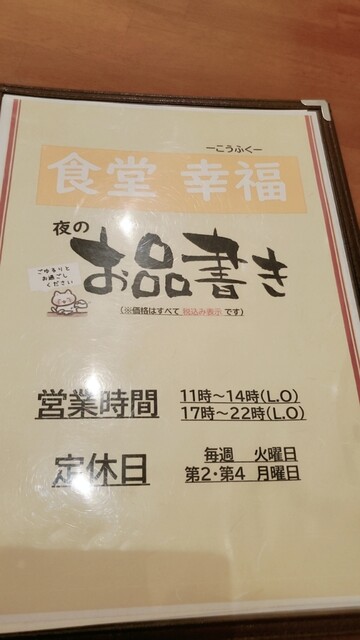 ーこうふくー
食堂 幸福
夜の
お品書き
ごゆるりと
お過ごし
ください
(※価格はすべて 税込み表示 です)
営業時間 11時～14時(L.O)
17時～22時(L.O)
定休日 毎週 火曜日
第2・第4 月曜日